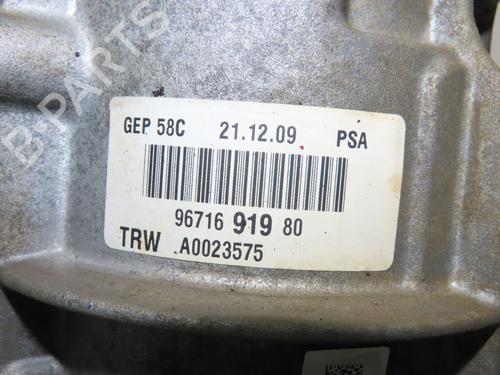 B-PARTS
GEP 58C 21.12.09 PSA
96716 919 80
TRW A0023575